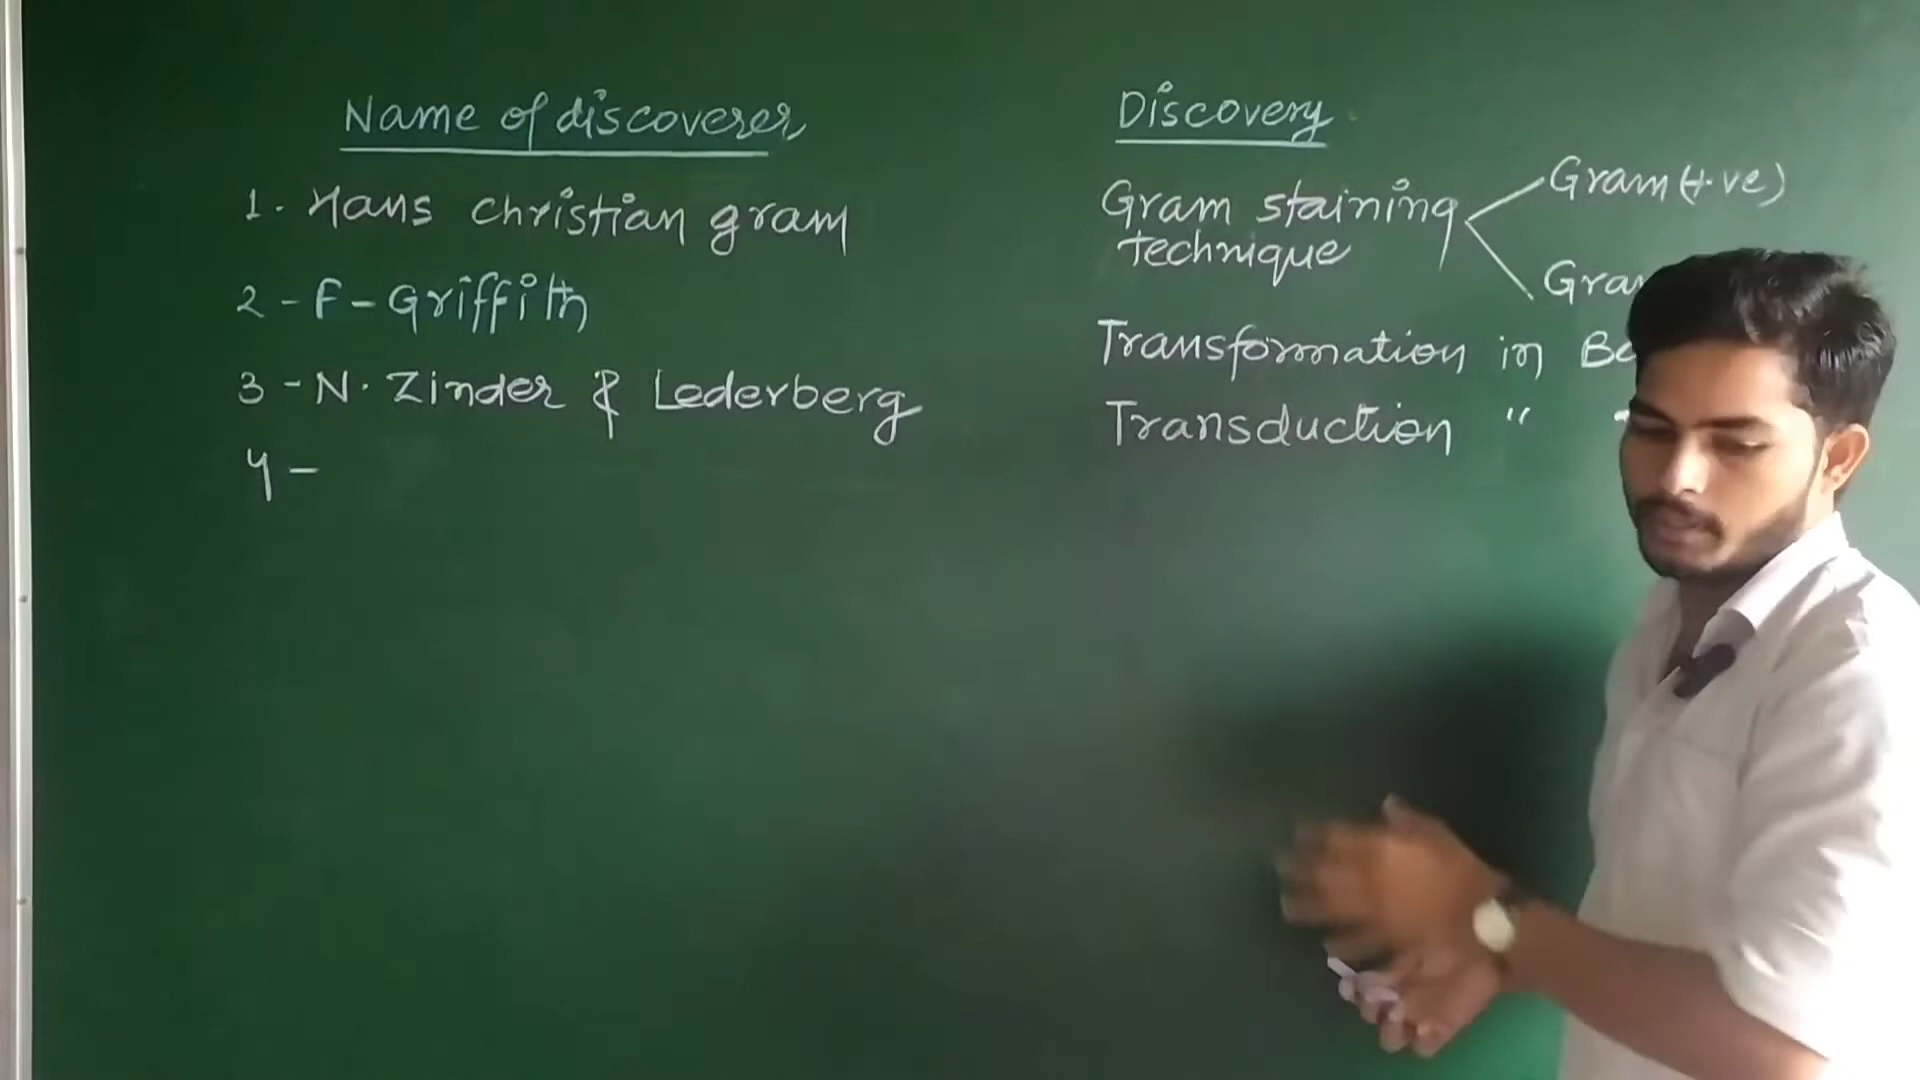 Name of discoverer
Discovery
1. Hans christian gram
Gram staining technique
Gram (+ve)
2 - F - Griffith
Transformation in
3 - N. Zinder & Lederberg
Transduction "
4 -